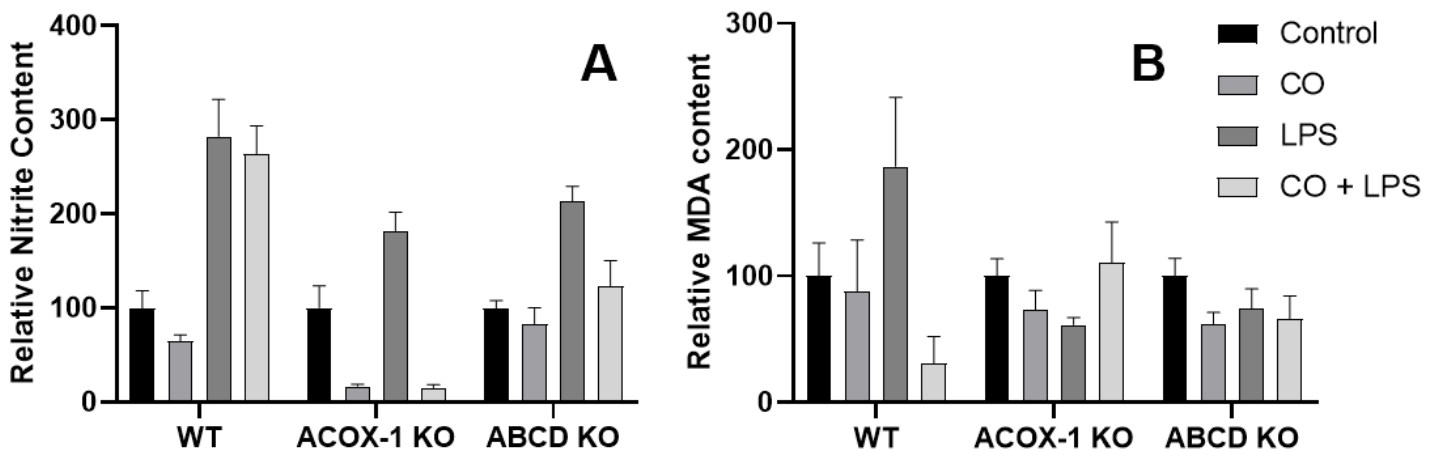 A
Relative Nitrite Content
400
300
200
100
0
WT
ACOX-1 KO
ABCD KO
B
Relative MDA content
300
200
100
0
WT
ACOX-1 KO
ABCD KO
Control
CO
LPS
CO + LPS